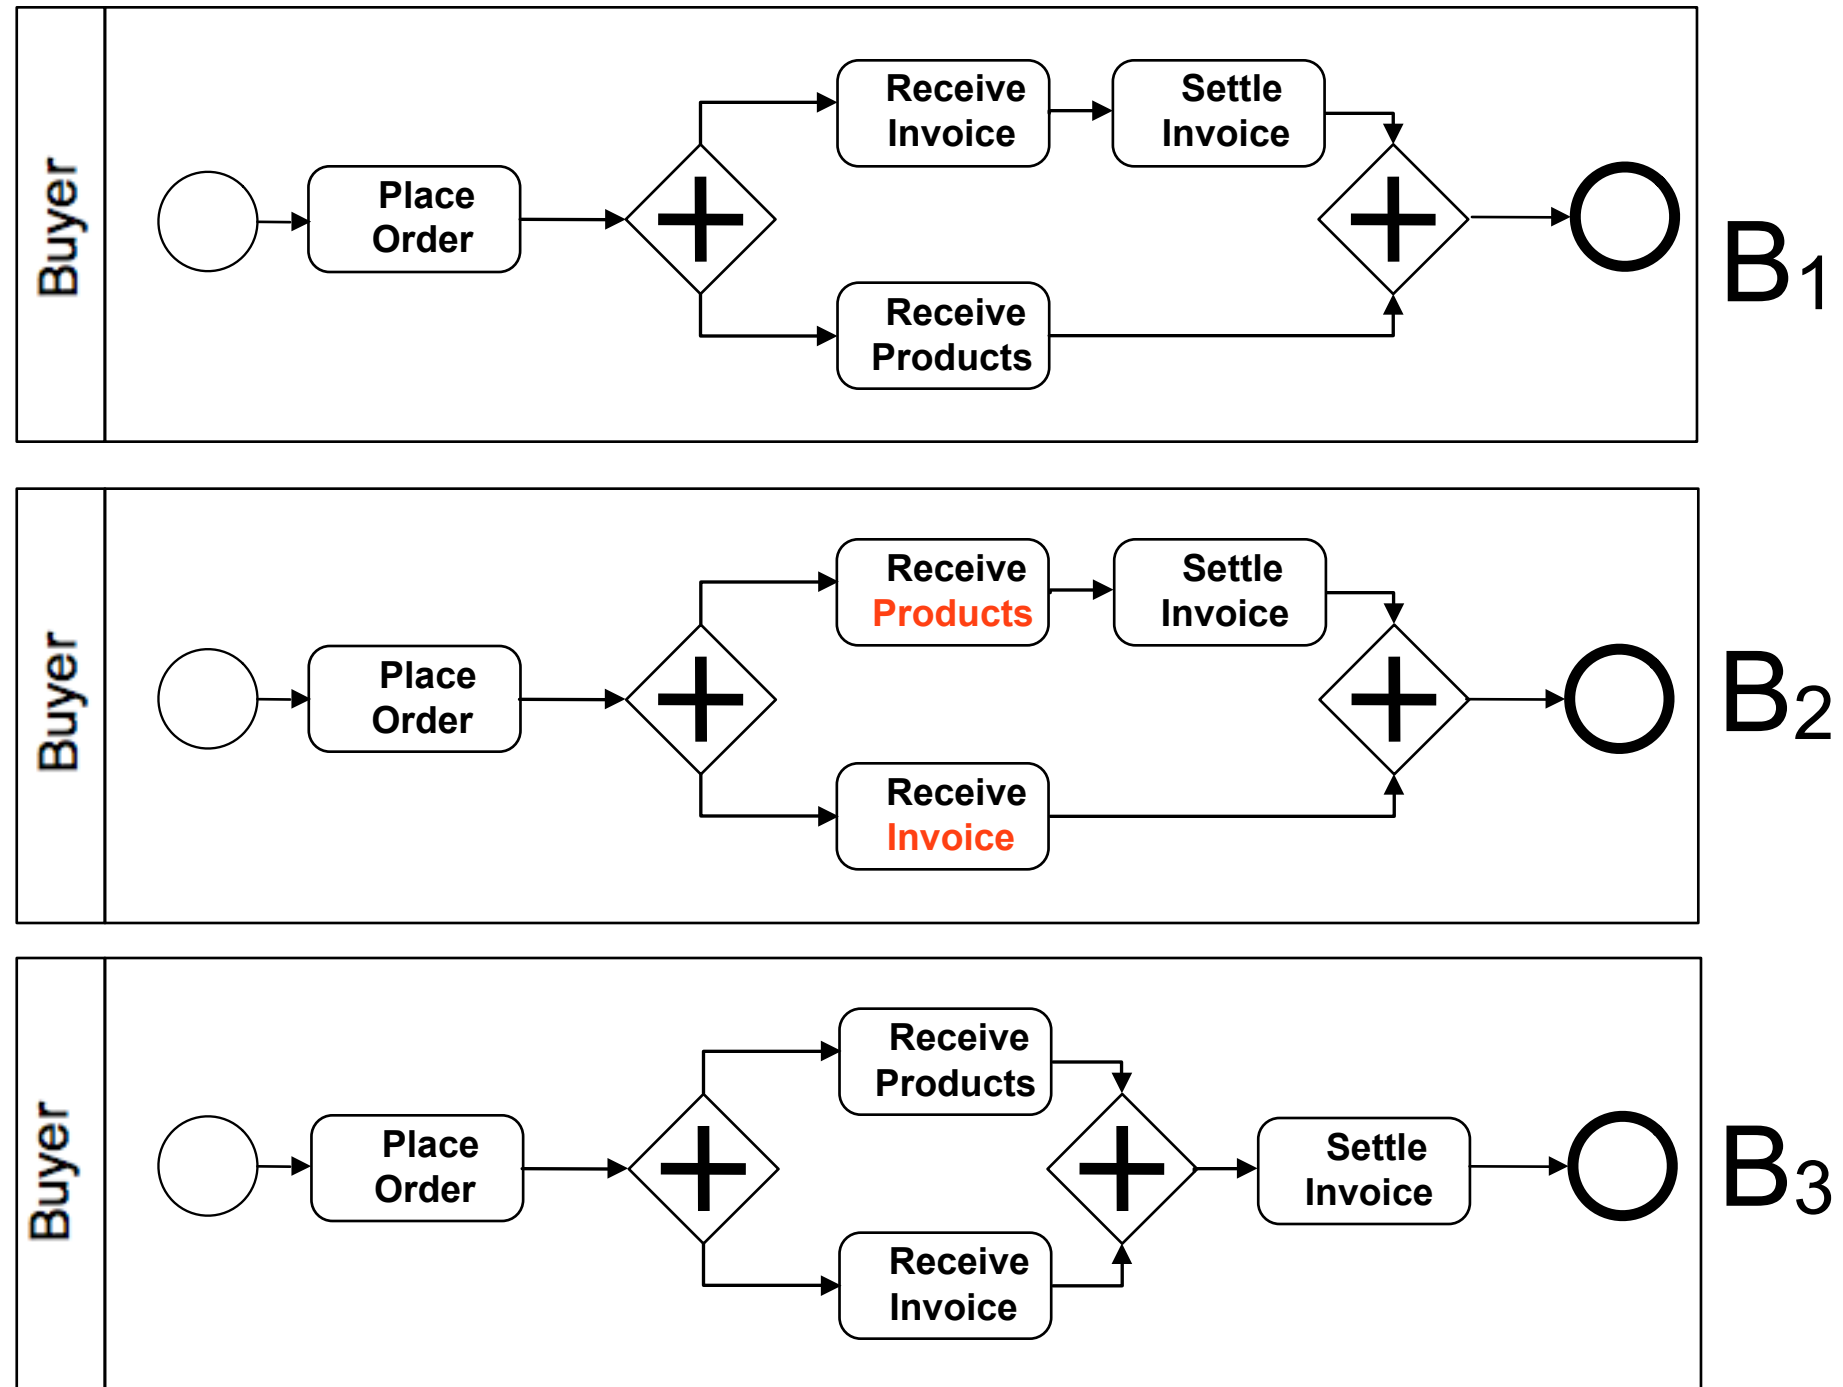 Buyer
Place
Order
Receive
Invoice
Settle
Invoice
Receive
Products
B1
Buyer
Place
Order
Receive
Products
Settle
Invoice
Receive
Invoice
B2
Buyer
Place
Order
Receive
Products
Receive
Invoice
Settle
Invoice
B3